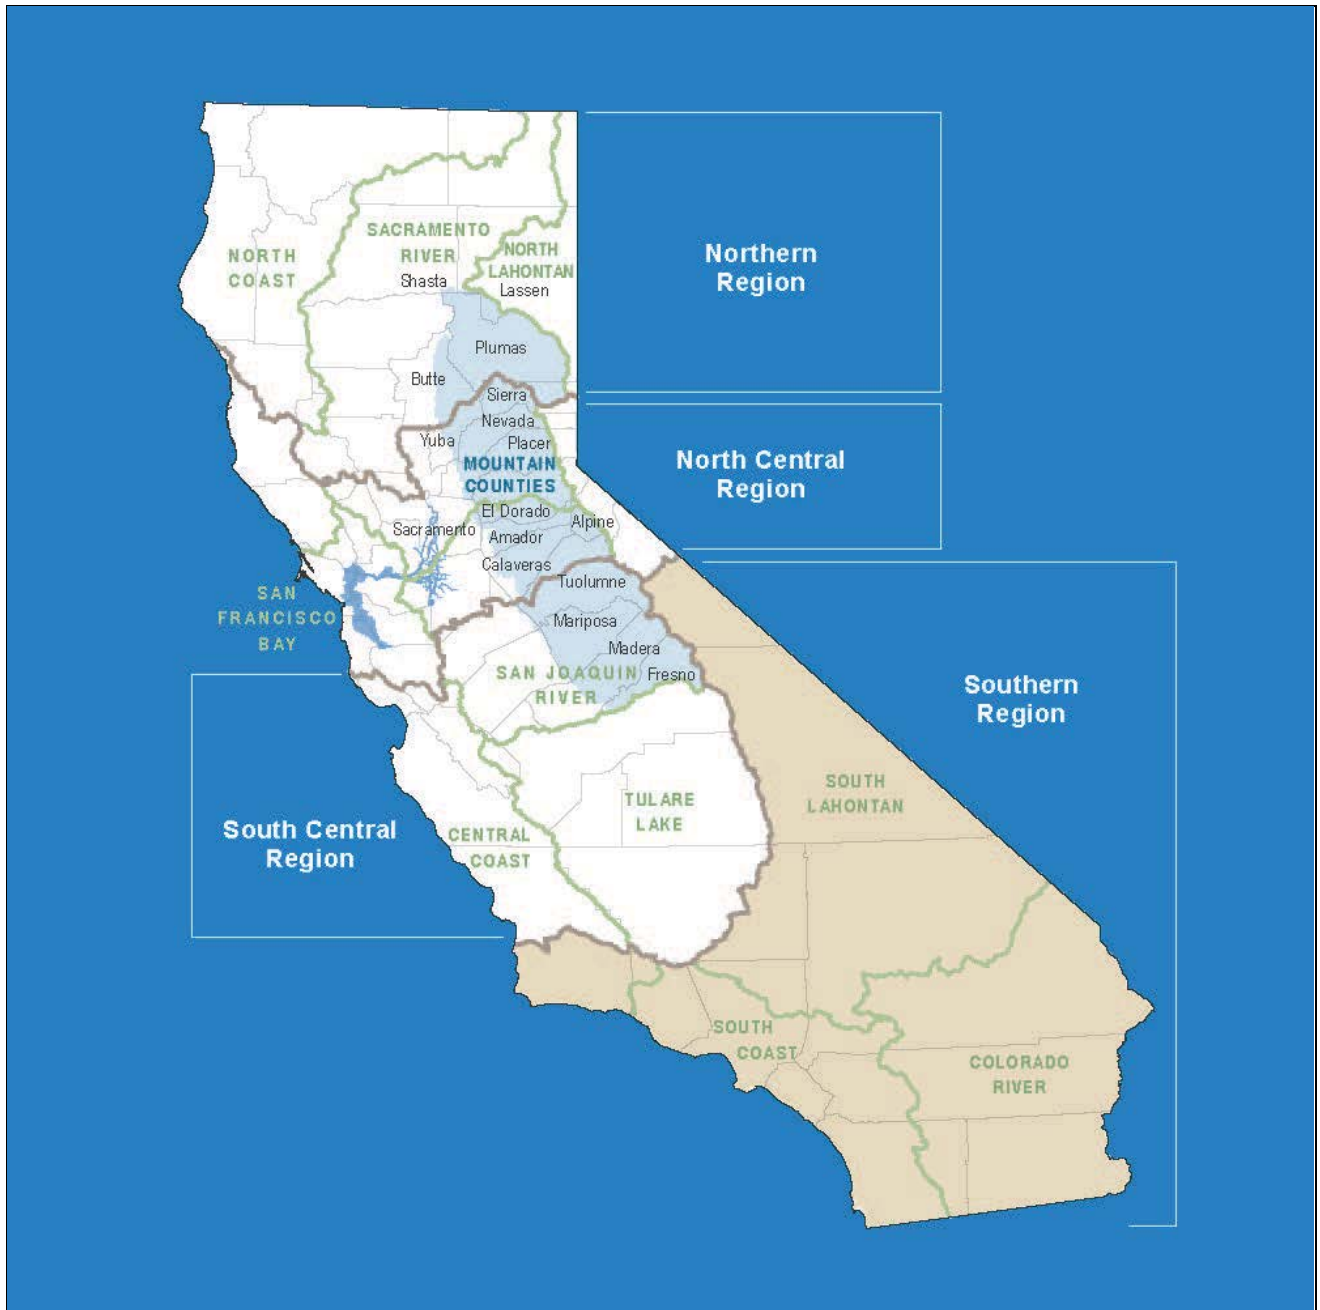 SACRAMENTO
RIVER
NORTH
COAST
NORTH
LAHONTAN
Shasta
Lassen
Northern
Region
Plumas
Butte
Sierra
Nevada
Yuba
Placer
MOUNTAIN
COUNTIES
North Central
Region
El Dorado
Alpine
Sacramento
Amador
Calaveras
Tuolumne
SAN
FRANCISCO
BAY
Mariposa
Madera
Fresno
SAN JOAQUIN
RIVER
Southern
Region
SOUTH
LAHONTAN
TULARE
LAKE
South Central
Region
CENTRAL
COAST
SOUTH
COAST
COLORADO
RIVER